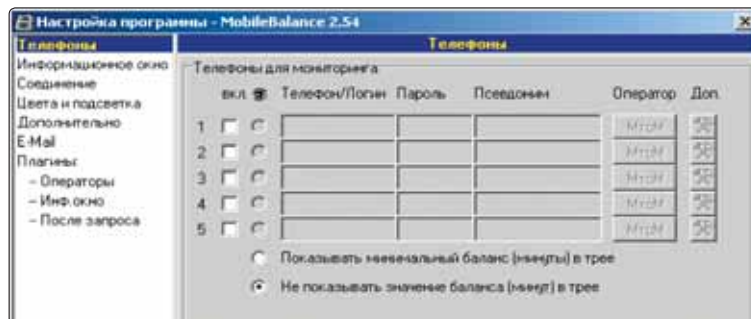 Настройка программы - MobileBalance 2.54
Телефоны
Телефоны
Информационное окно
Соединение
Цвета и подсветка
Дополнительно
E-Mail
Плагины:
- Операторы
- Инф.окно
- После запроса
Телефоны для мониторинга
вкл. Телефон/Логин Пароль Псевдоним Оператор Доп.
1
2
3
4
5
Показывать минимальный баланс (минуты) в трее
Не показывать значение баланса (минут) в трее